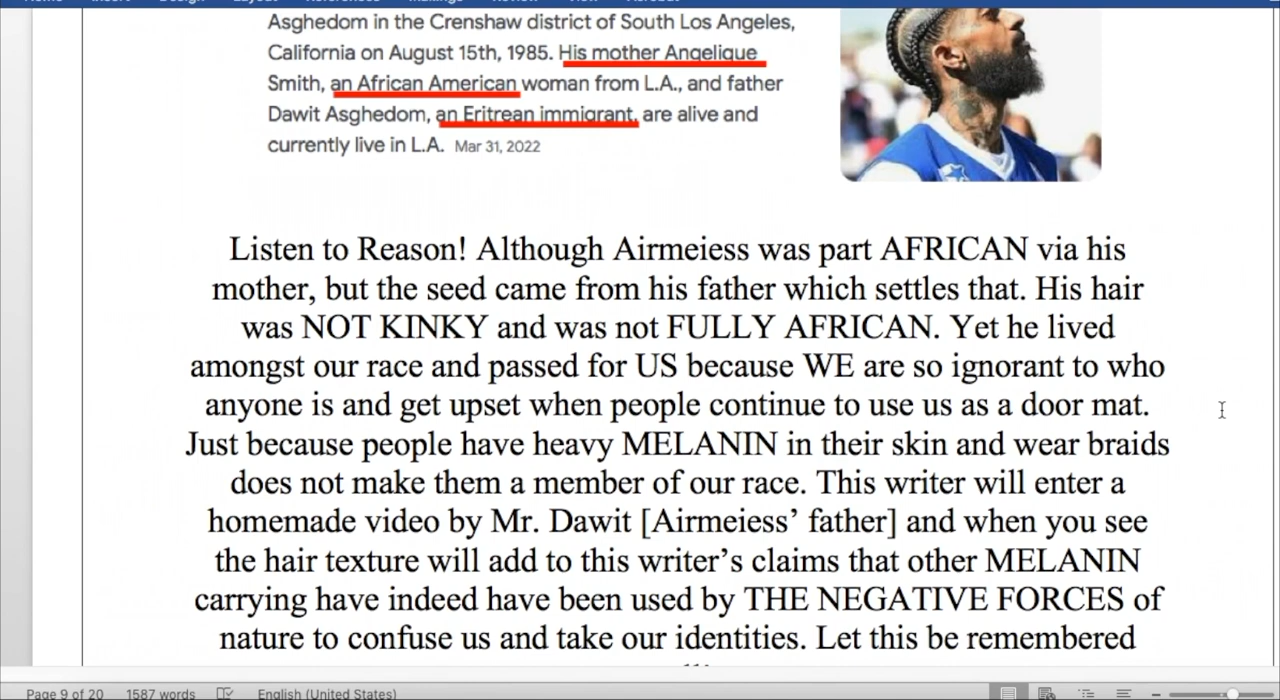 Asghedom in the Crenshaw district of South Los Angeles,
California on August 15th, 1985. His mother Angelique
Smith, an African American woman from L.A., and father
Dawit Asghedom, an Eritrean immigrant, are alive and
currently live in L.A. Mar 31, 2022
Listen to Reason! Although Airmeiess was part AFRICAN via his
mother, but the seed came from his father which settles that. His hair
was NOT KINKY and was not FULLY AFRICAN. Yet he lived
amongst our race and passed for US because WE are so ignorant to who
anyone is and get upset when people continue to use us as a door mat.
Just because people have heavy MELANIN in their skin and wear braids
does not make them a member of our race. This writer will enter a
homemade video by Mr. Dawit [Airmeiess’ father] and when you see
the hair texture will add to this writer’s claims that other MELANIN
carrying have indeed have been used by THE NEGATIVE FORCES of
nature to confuse us and take our identities. Let this be remembered
Page 9 of 20 1587 words English (United States)